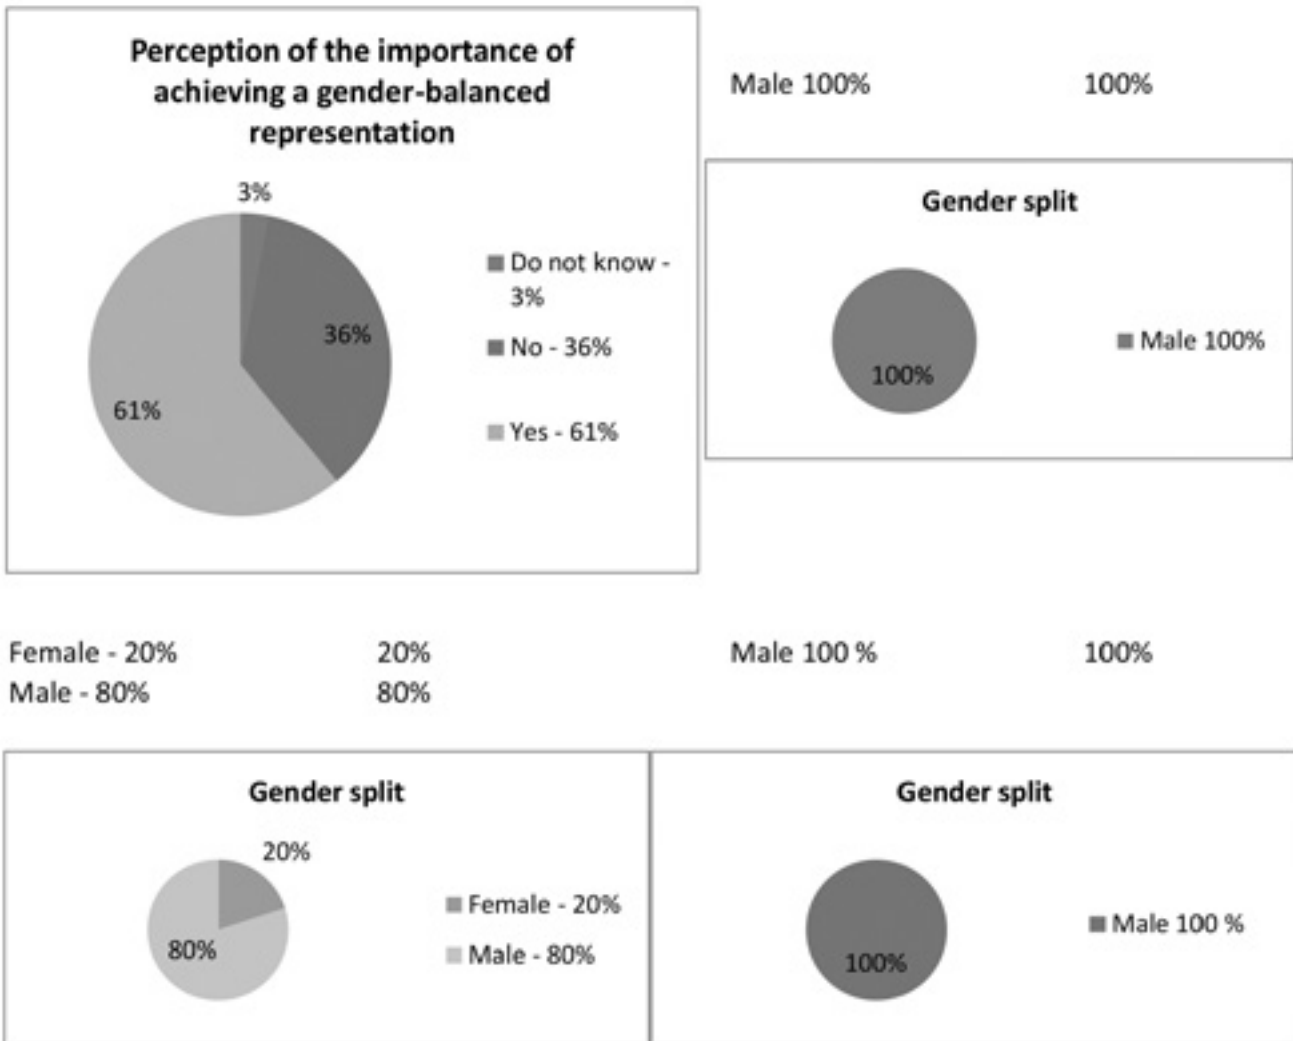 Perception of the importance of
achieving a gender-balanced
representation
3%
36%
61%
Do not know -
3%
No - 36%
Yes - 61%
Male 100%
100%
Gender split
100%
Male 100%
Female - 20%
20%
Male - 80%
80%
Male 100 %
100%
Gender split
20%
80%
Female - 20%
Male - 80%
Gender split
100%
Male 100 %